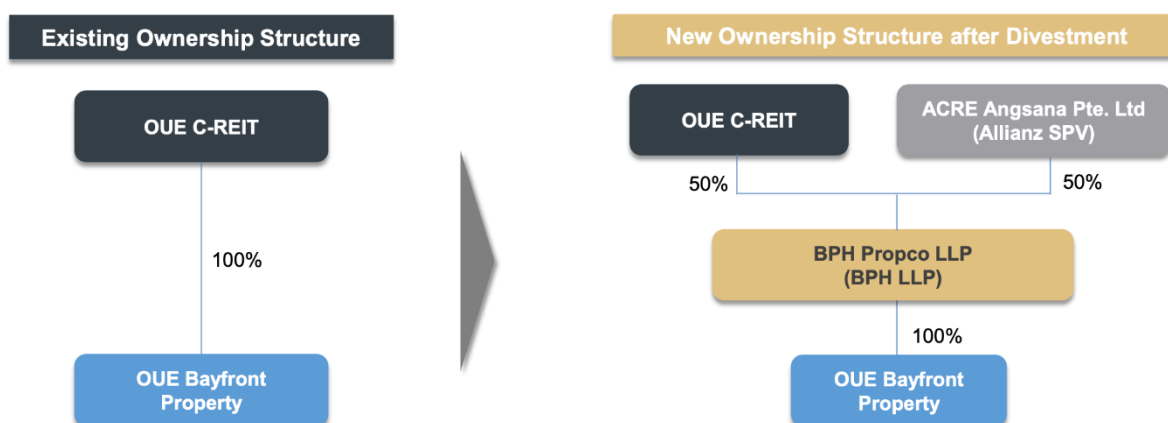 Existing Ownership Structure
OUE C-REIT
100%
OUE Bayfront
Property
New Ownership Structure after Divestment
OUE C-REIT
ACRE Angsana Pte. Ltd
(Allianz SPV)
50%
50%
BPH Propco LLP
(BPH LLP)
100%
OUE Bayfront
Property